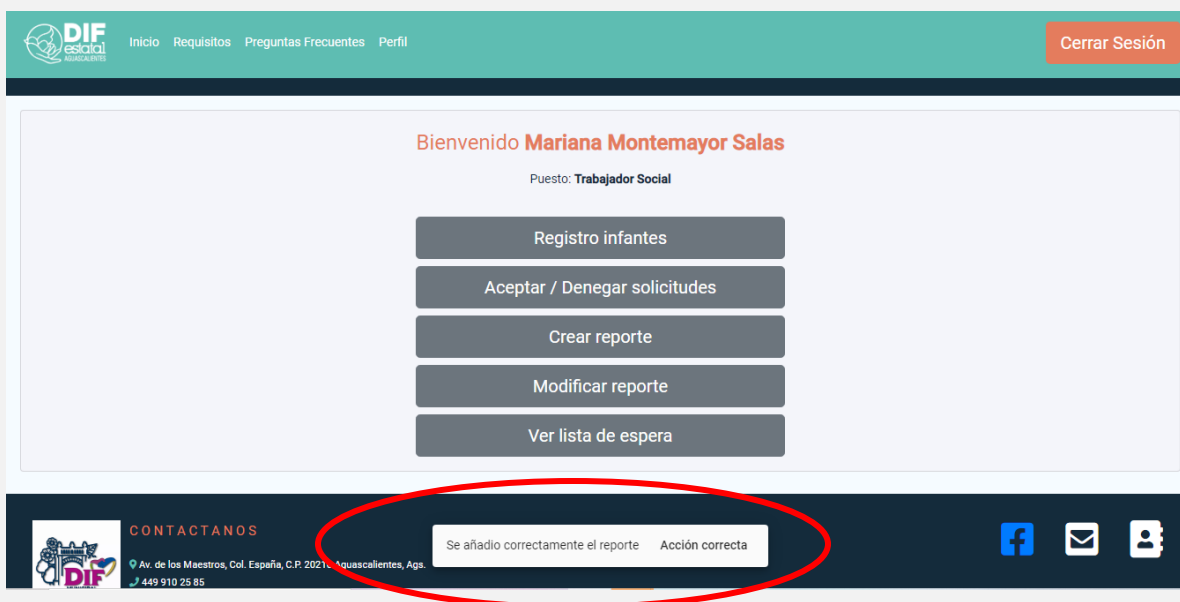 DIF
estatal
AGUASCALIENTES
Inicio Requisitos Preguntas Frecuentes Perfil
Cerrar Sesión
Bienvenido Mariana Montemayor Salas
Puesto: Trabajador Social
Registro infantes
Aceptar / Denegar solicitudes
Crear reporte
Modificar reporte
Ver lista de espera
CONTACTANOS
Av. de los Maestros, Col. España, C.P. 20210 Aguascalientes, Ags.
449 910 25 85
DIF
Se añadio correctamente el reporte Acción correcta